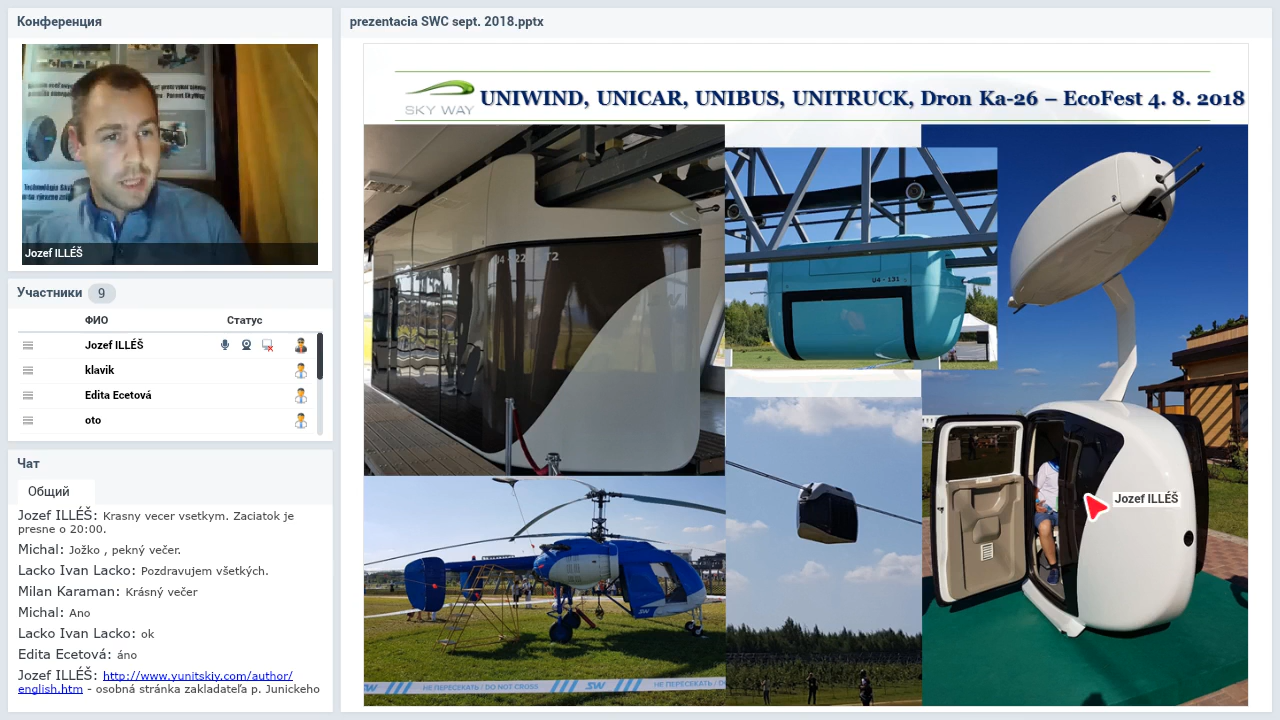 Конференция
Jozef ILLÉŠ
Участники 9
ФИО Статус
Jozef ILLÉŠ
klavik
Edita Ecetová
oto
Чат
Общий
Jozef ILLÉŠ: Krasny vecer vsetkym. Zaciatok je
presne o 20:00.
Michal: Jožko , pekný večer.
Lacko Ivan Lacko: Pozdravujem všetkých.
Milan Karaman: Krásný večer
Michal: Ano
Lacko Ivan Lacko: ok
Edita Ecetová: áno
Jozef ILLÉŠ: http://www.yunitskiy.com/author/
english.htm - osobná stránka zakladateľa p. Junickeho
prezentacia SWC sept. 2018.pptx
SKY WAY
UNIWIND, UNICAR, UNIBUS, UNITRUCK, Dron Ka-26 – EcoFest 4. 8. 2018
U4 - 131
Jozef ILLÉŠ
SW
НЕ ПЕРЕСЕКАТЬ / DO NOT CROSS
SW
НЕ ПЕРЕСЕКАТЬ